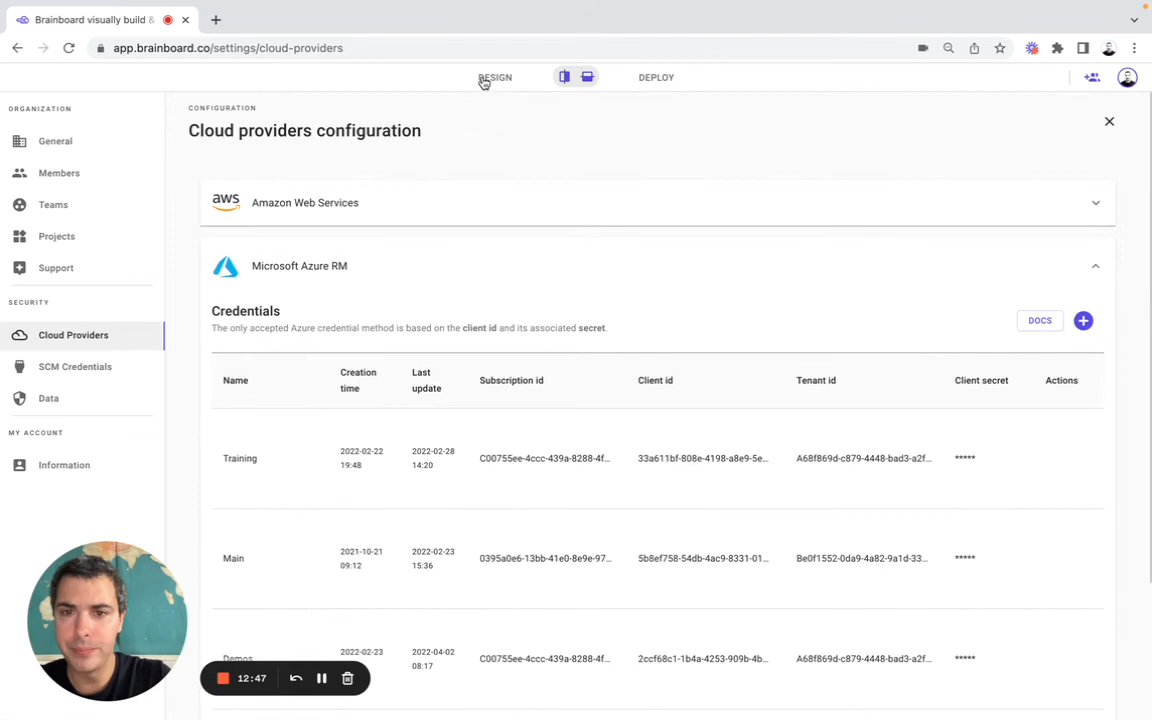 Brainboard visually build &
app.brainboard.co/settings/cloud-providers
DESIGN
DEPLOY
ORGANIZATION
General
Members
Teams
Projects
Support
SECURITY
Cloud Providers
SCM Credentials
Data
MY ACCOUNT
Information
CONFIGURATION
Cloud providers configuration
aws
Amazon Web Services
Microsoft Azure RM
Credentials
The only accepted Azure credential method is based on the client id and its associated secret.
DOCS
Name Creation time Last update Subscription id Client id Tenant id Client secret Actions
Training 2022-02-22 19:48 2022-02-28 14:20 C00755ee-4ccc-439a-8288-4f... 33a611bf-808e-4198-a8e9-5e... A68f869d-c879-4448-bad3-a2f... *****
Main 2021-10-21 09:12 2022-02-23 15:36 0395a0e6-13bb-41e0-8e9e-97... 5b8ef758-54db-4ac9-8331-01... Be0f1552-0da9-4a82-9a1d-33... *****
Demos 2022-02-23 2022-04-02 08:17 C00755ee-4ccc-439a-8288-4f... 2ccf68c1-1b4a-4253-909b-4b... A68f869d-c879-4448-bad3-a2f... *****
12:47